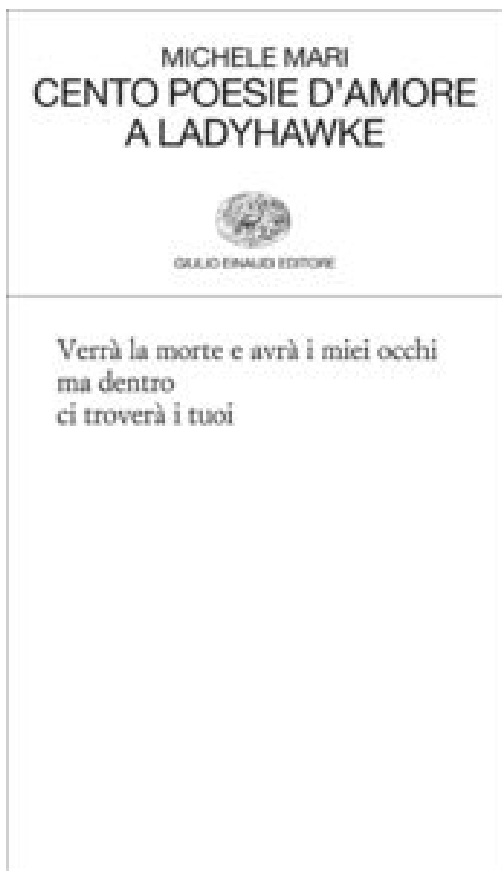 MICHELE MARI
CENTO POESIE D'AMORE
A LADYHAWKE
GIULIO EINAUDI EDITORE
Verrà la morte e avrà i miei occhi
ma dentro
ci troverà i tuoi